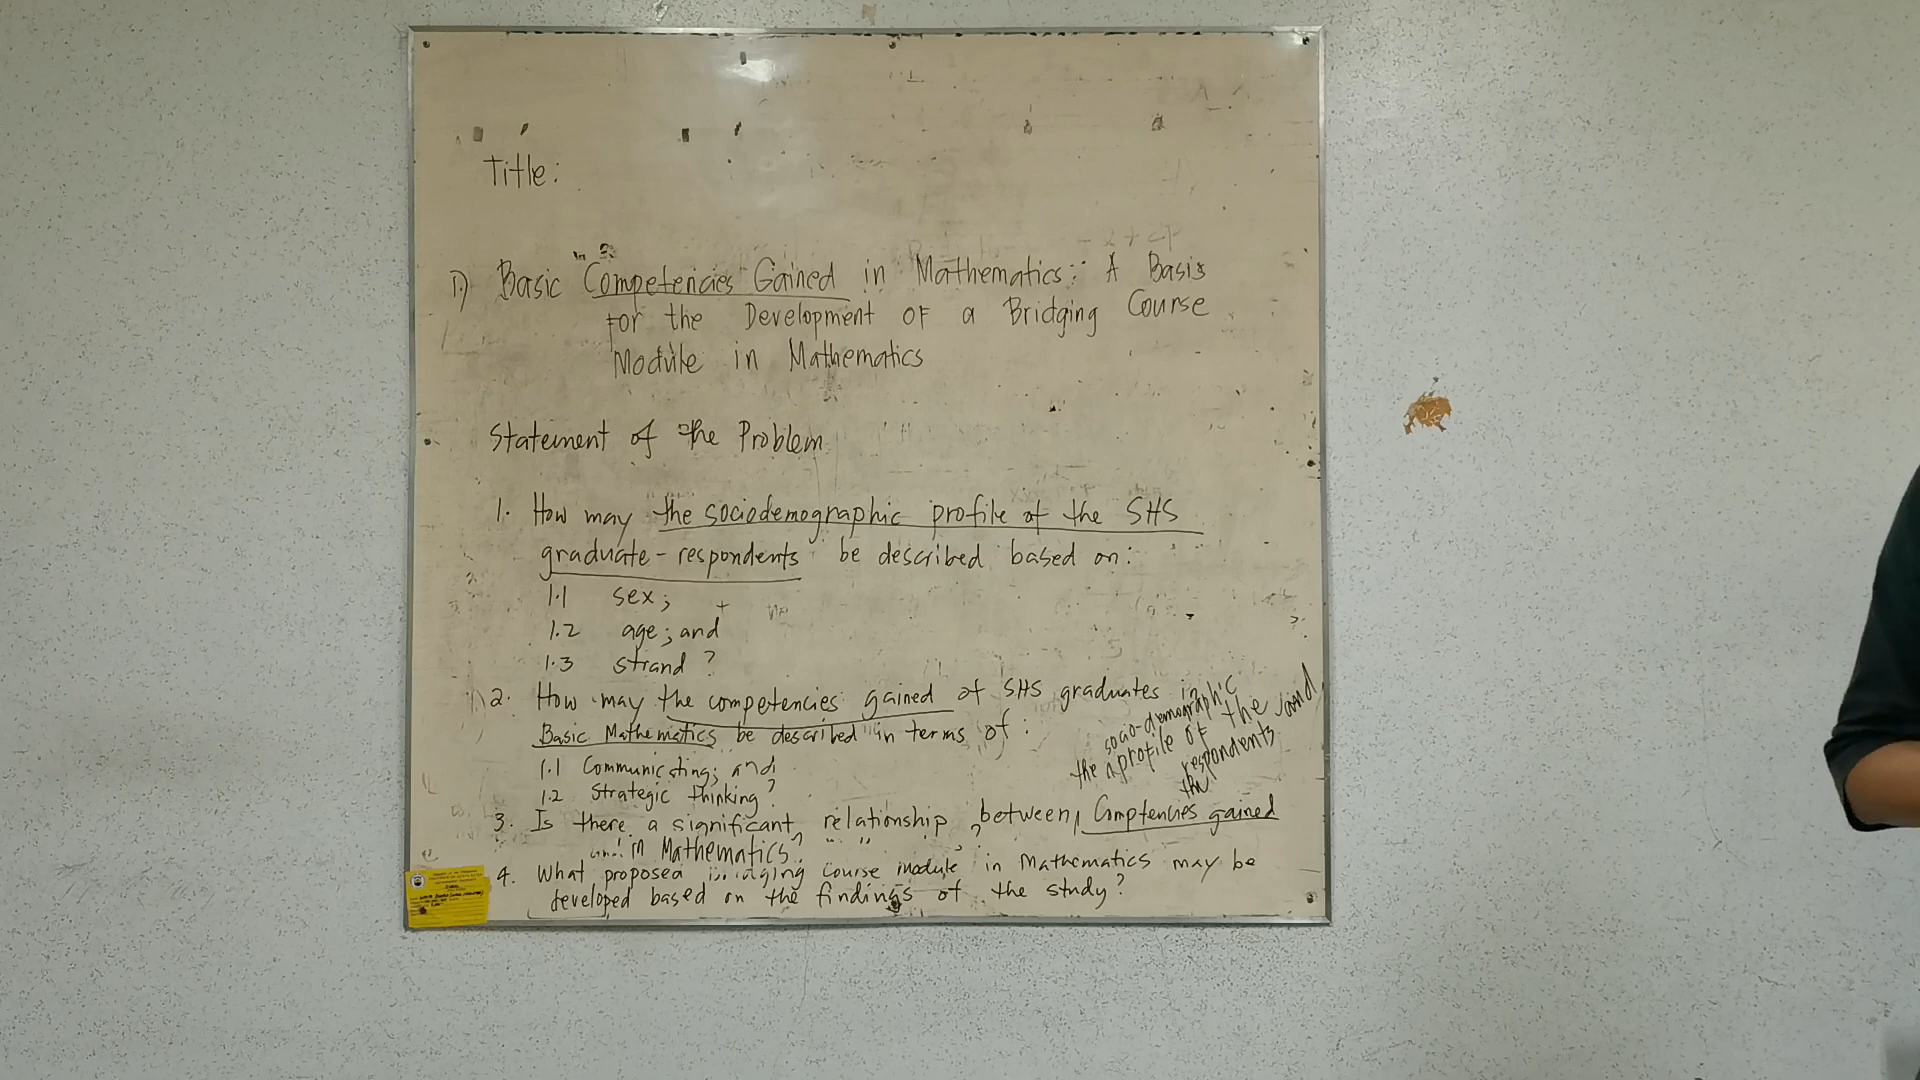 Title:
1.) Basic Competencies Gained in Mathematics: A Basis
For the Development OF a Bridging Course
Module in Mathematics
Statement of the Problem
1. How may the sociodemographic profile of the SHS
graduate-respondents be described based on:
1.1 sex;
1.2 age; and
1.3 strand?
2. How may the competencies gained of SHS graduates in
Basic Mathematics be described in terms of:
1.1 Communicating; and
1.2 Strategic thinking?
socio-demographic
the profile of the and
respondents
the
3. Is there a significant relationship between Comptencies gained
in Mathematics?
4. What proposed bridging course module in Mathematics may be
developed based on the findings of the study?